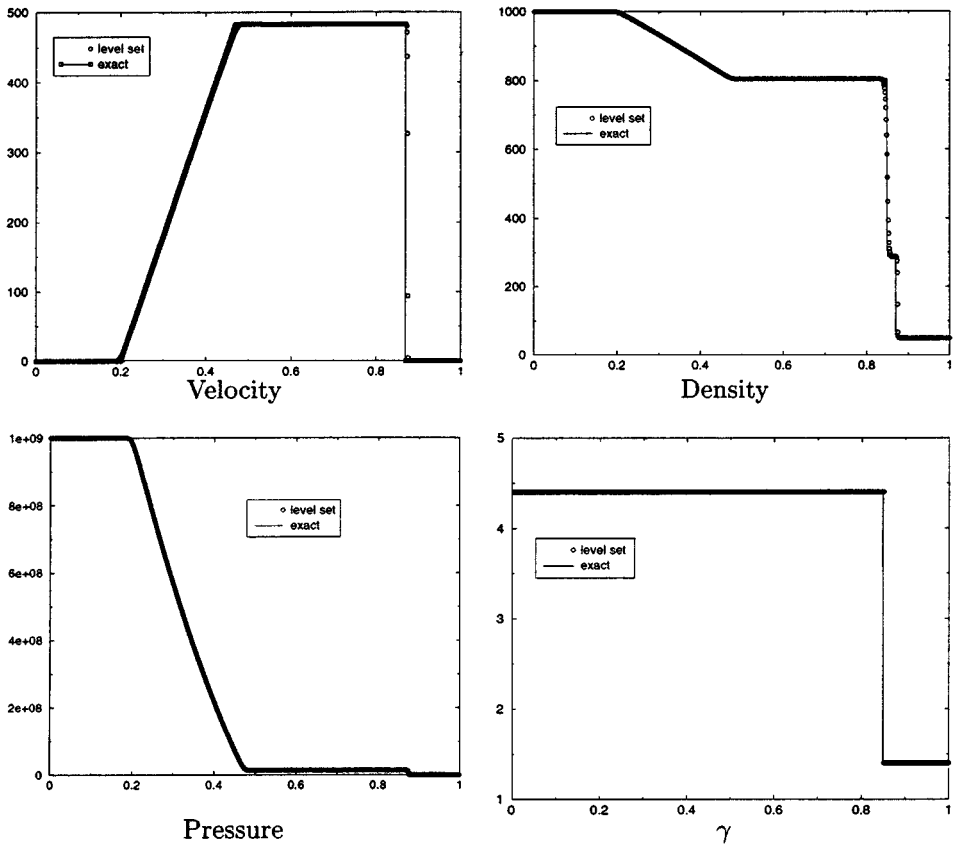 500
400
300
200
100
0
level set
exact
0 0.2 0.4 0.6 0.8 1
Velocity
1000
800
600
400
200
0
level set
exact
0 0.2 0.4 0.6 0.8 1
Density
1e+09
8e+08
6e+08
4e+08
2e+08
0
level set
exact
0 0.2 0.4 0.6 0.8 1
Pressure
5
4
3
2
1
level set
exact
0 0.2 0.4 0.6 0.8 1
γ